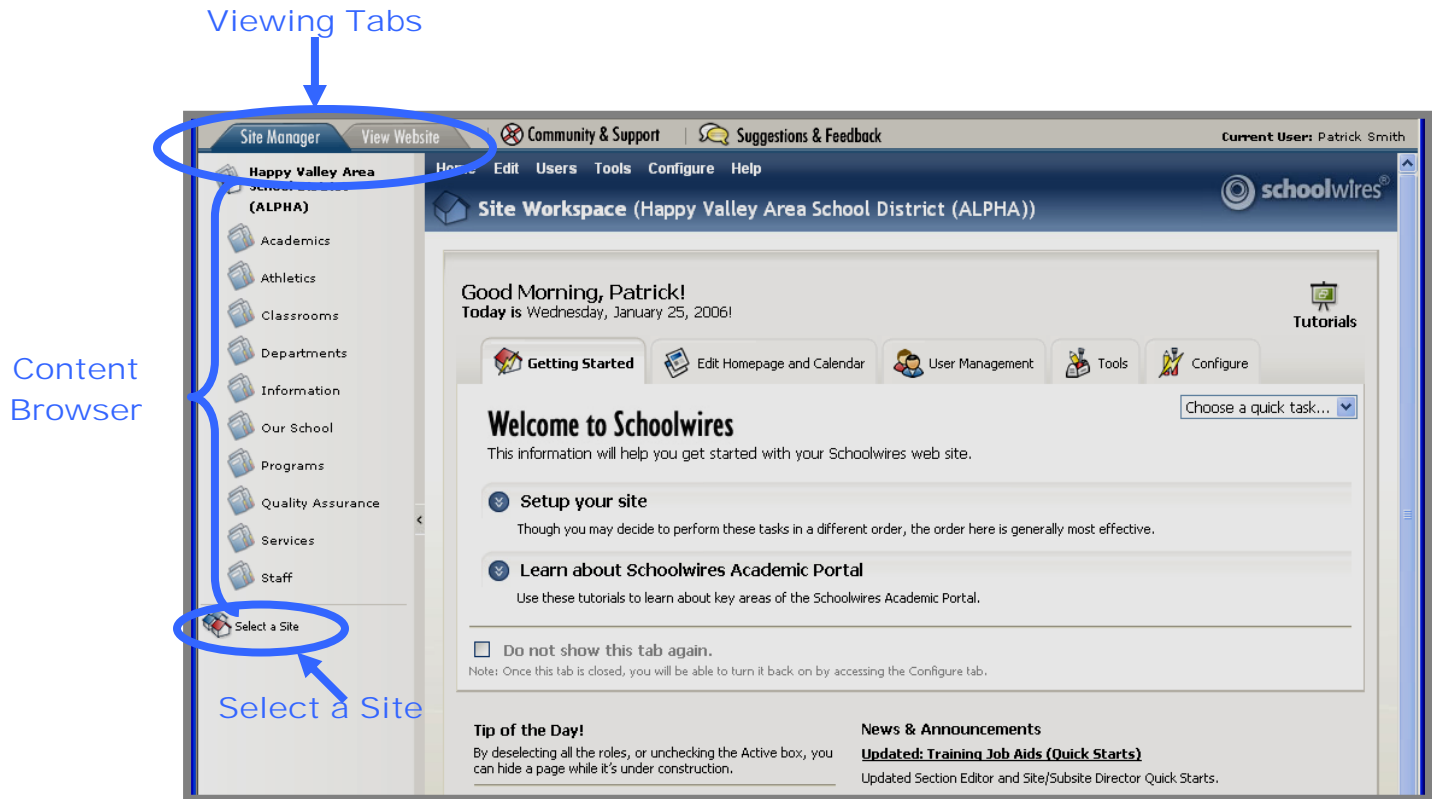 Viewing Tabs
Site Manager View Website Community & Support Suggestions & Feedback Current User: Patrick Smith
Happy Valley Area
School District
(ALPHA)
Home Edit Users Tools Configure Help
Site Workspace (Happy Valley Area School District (ALPHA))
schoolwires®
Academics
Athletics
Classrooms
Departments
Information
Our School
Programs
Quality Assurance
Services
Staff
Select a Site
Content
Browser
Select a Site
Good Morning, Patrick!
Today is Wednesday, January 25, 2006!
Tutorials
Getting Started Edit Homepage and Calendar User Management Tools Configure
Choose a quick task...
Welcome to Schoolwires
This information will help you get started with your Schoolwires web site.
Setup your site
Though you may decide to perform these tasks in a different order, the order here is generally most effective.
Learn about Schoolwires Academic Portal
Use these tutorials to learn about key areas of the Schoolwires Academic Portal.
Do not show this tab again.
Note: Once this tab is closed, you will be able to turn it back on by accessing the Configure tab.
Tip of the Day!
By deselecting all the roles, or unchecking the Active box, you
can hide a page while it's under construction.
News & Announcements
Updated: Training Job Aids (Quick Starts)
Updated Section Editor and Site/Subsite Director Quick Starts.